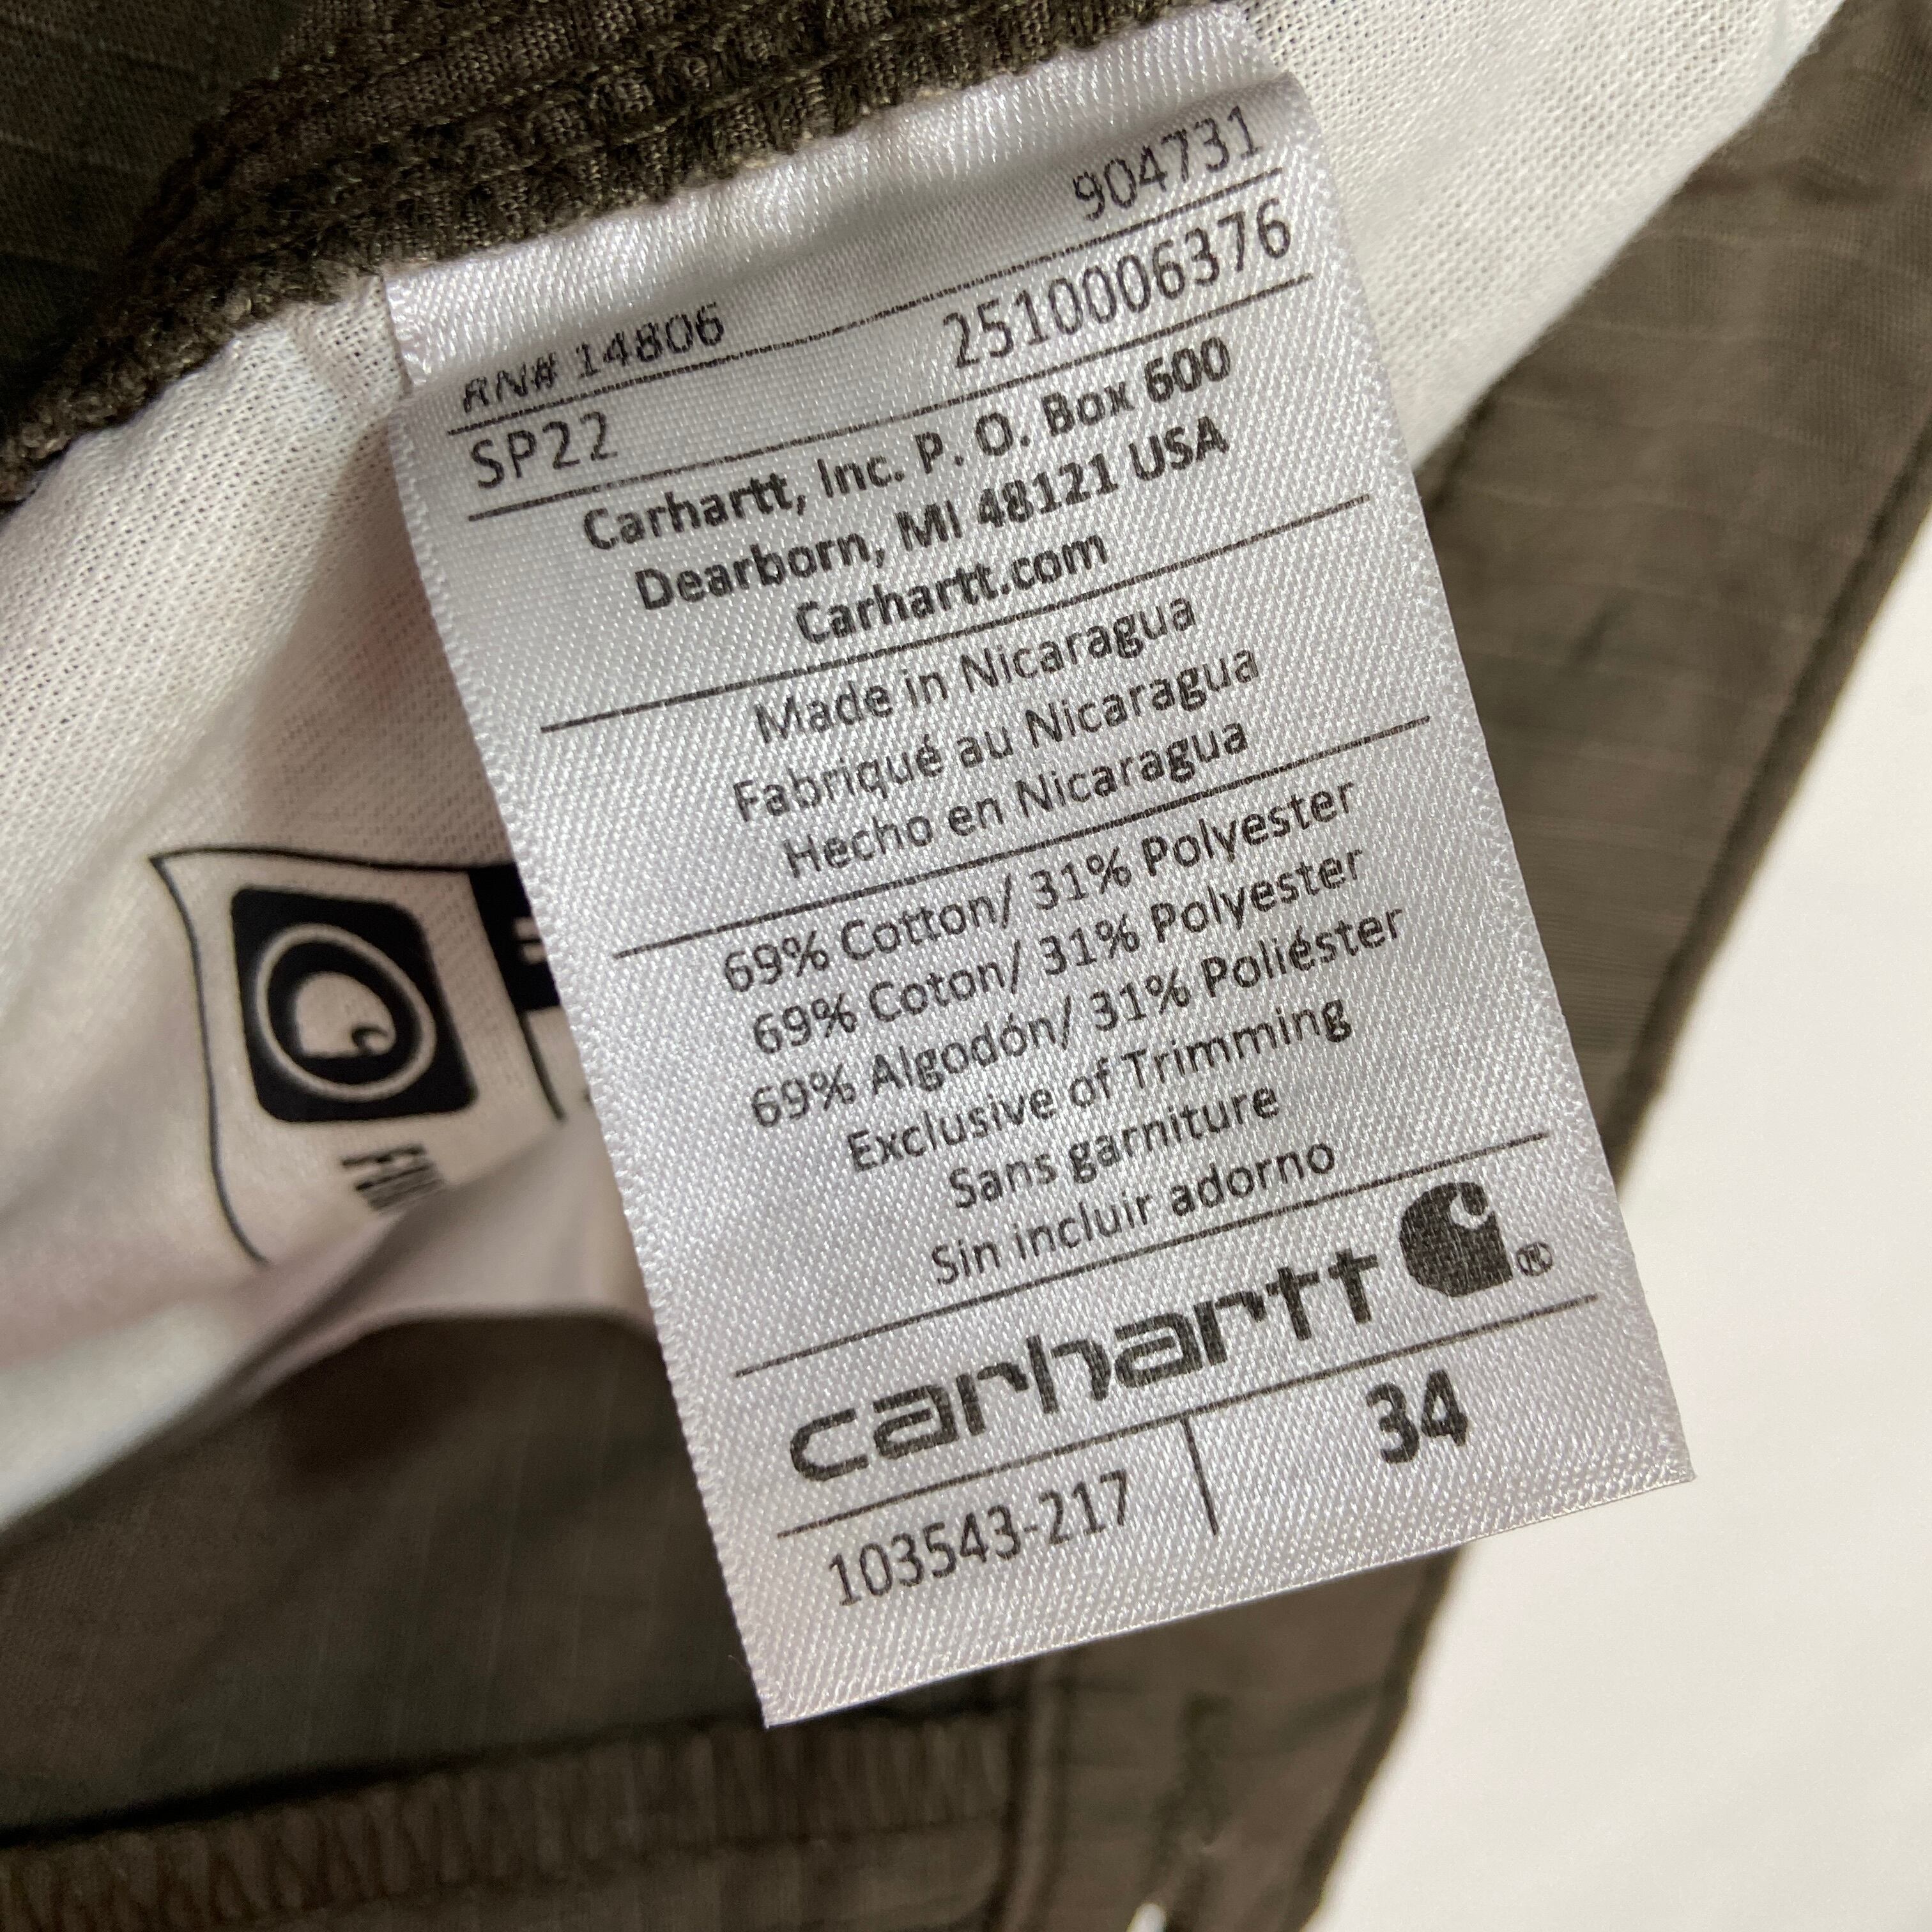 904731
RN# 14806
2510006376
SP22
Carhartt, Inc. P. O. Box 600
Dearborn, MI 48121 USA
Carhartt.com
Made in Nicaragua
Fabriqué au Nicaragua
Hecho en Nicaragua
69% Cotton/ 31% Polyester
69% Coton/ 31% Polyester
69% Algodón/ 31% Poliéster
Exclusive of Trimming
Sans garniture
Sin incluir adorno
carhartt ®
103543-217
34